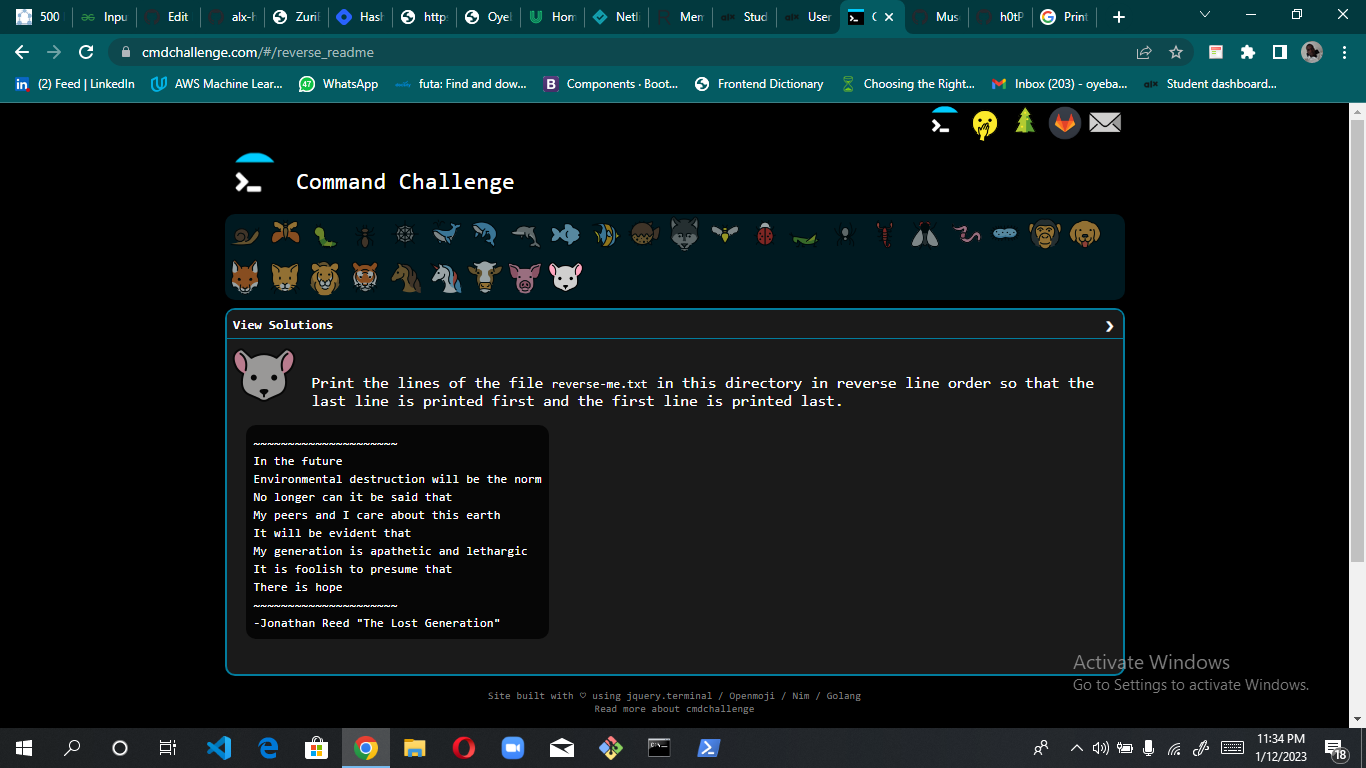 500
Inpu
Edit
alx-h
Zuril
Hash
http:
Oyel
Horr
Netli
Mem
Stud
User
C
Mus
h0tP
Print
cmdchallenge.com/#/reverse_readme
(2) Feed | LinkedIn
AWS Machine Lear...
47
WhatsApp
futa: Find and dow...
Components · Boot...
Frontend Dictionary
Choosing the Right...
Inbox (203) - oyeba...
Student dashboard...
Command Challenge
View Solutions
Print the lines of the file reverse-me.txt in this directory in reverse line order so that the
last line is printed first and the first line is printed last.
~~~~~~~~~~~~~~~~~~~~~
In the future
Environmental destruction will be the norm
No longer can it be said that
My peers and I care about this earth
It will be evident that
My generation is apathetic and lethargic
It is foolish to presume that
There is hope
~~~~~~~~~~~~~~~~~~~~~
-Jonathan Reed "The Lost Generation"
Activate Windows
Go to Settings to activate Windows.
Site built with ♡ using jquery.terminal / Openmoji / Nim / Golang
Read more about cmdchallenge
11:34 PM
1/12/2023
18